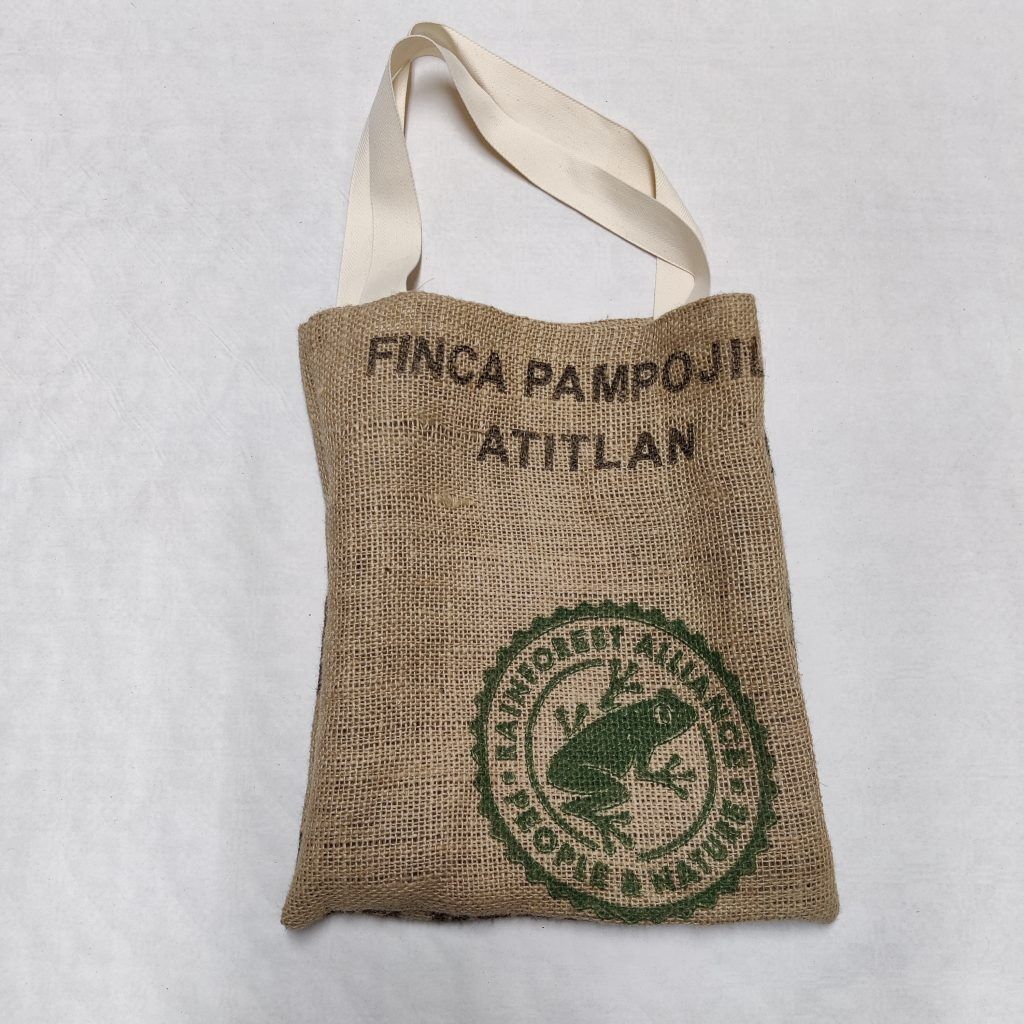 FINCA PAMPOJIL
ATITLAN
RAINFOREST ALLIANCE
PEOPLE & NATURE